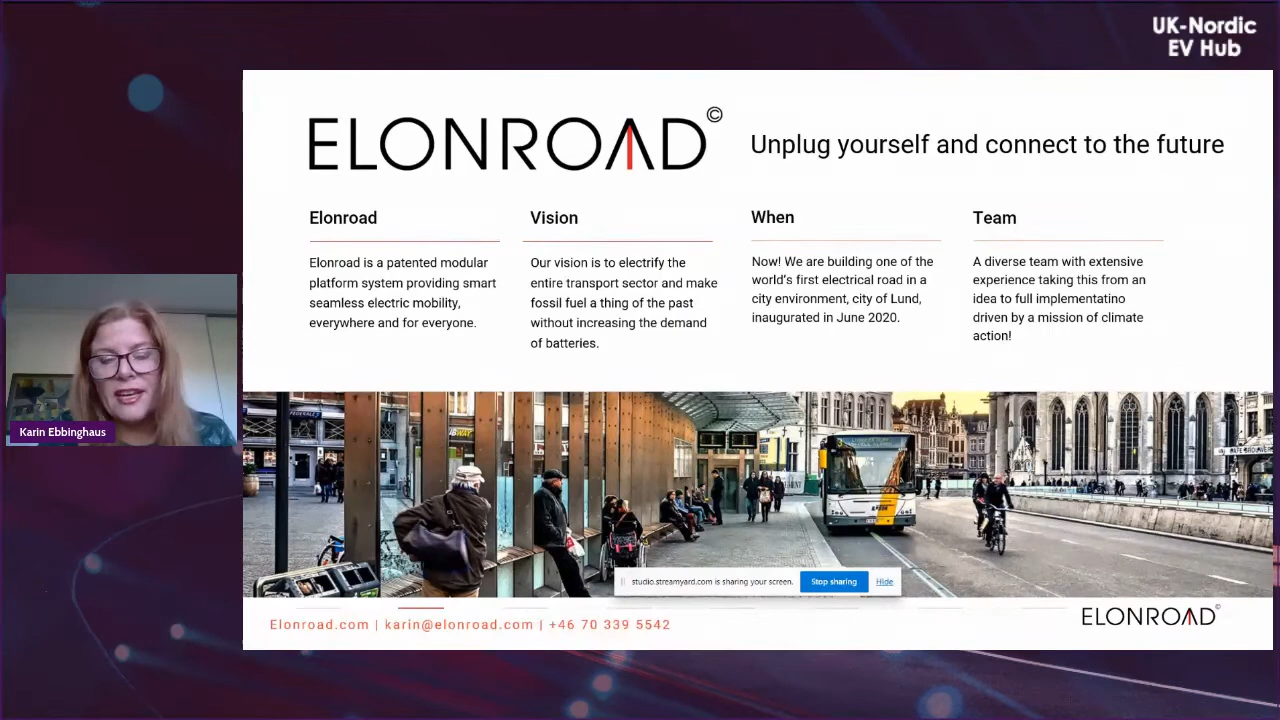 UK-Nordic
EV Hub
ELONROAD©
Unplug yourself and connect to the future
Elonroad
Elonroad is a patented modular
platform system providing smart
seamless electric mobility,
everywhere and for everyone.
Vision
Our vision is to electrify the
entire transport sector and make
fossil fuel a thing of the past
without increasing the demand
of batteries.
When
Now! We are building one of the
world's first electrical road in a
city environment, city of Lund,
inaugurated in June 2020.
Team
A diverse team with extensive
experience taking this from an
idea to full implementatino
driven by a mission of climate
action!
Karin Ebbinghaus
studio.streamyard.com is sharing your screen.
Stop sharing
Hide
Elonroad.com | karin@elonroad.com | +46 70 339 5542
ELONROAD©